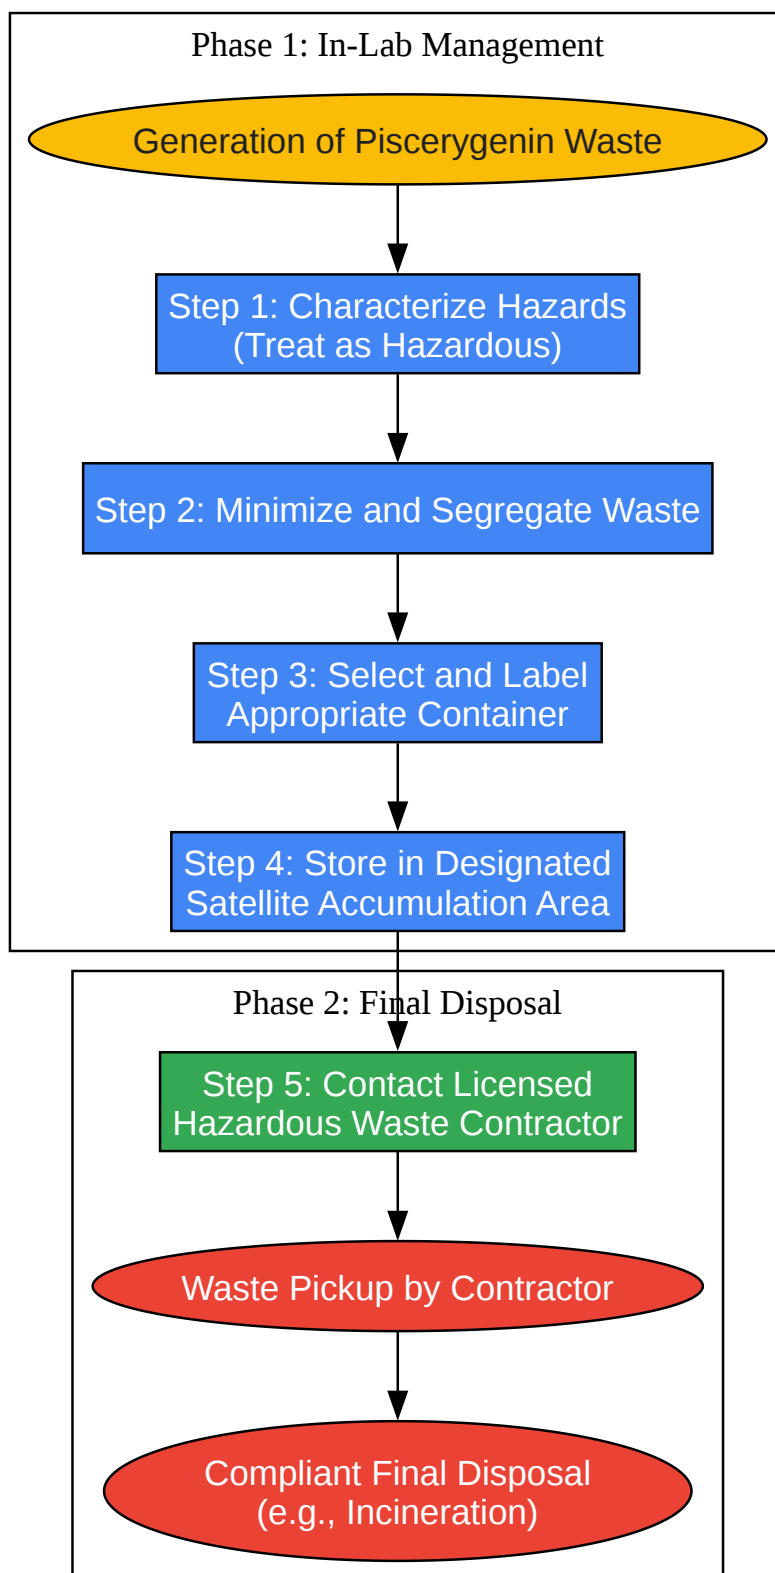 Phase 1: In-Lab Management
Generation of Piscerygenin Waste
Step 1: Characterize Hazards
(Treat as Hazardous)
Step 2: Minimize and Segregate Waste
Step 3: Select and Label
Appropriate Container
Step 4: Store in Designated
Satellite Accumulation Area
Phase 2: Final Disposal
Step 5: Contact Licensed
Hazardous Waste Contractor
Waste Pickup by Contractor
Compliant Final Disposal
(e.g., Incineration)